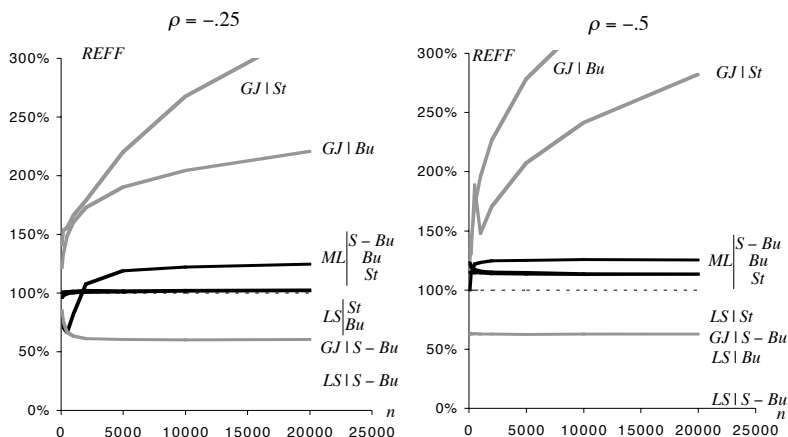 ρ = −.25
REFF
300%
GJ | St
250%
GJ | Bu
200%
150%
ML | S − Bu
Bu
St
100%
LS | St
Bu
50%
GJ | S − Bu
LS | S − Bu
0%
n
0 5000 10000 15000 20000 25000
ρ = −.5
REFF
300%
GJ | Bu
GJ | St
250%
200%
150%
ML | S − Bu
Bu
St
100%
LS | St
GJ | S − Bu
50%
LS | Bu
LS | S − Bu
0%
n
0 5000 10000 15000 20000 25000